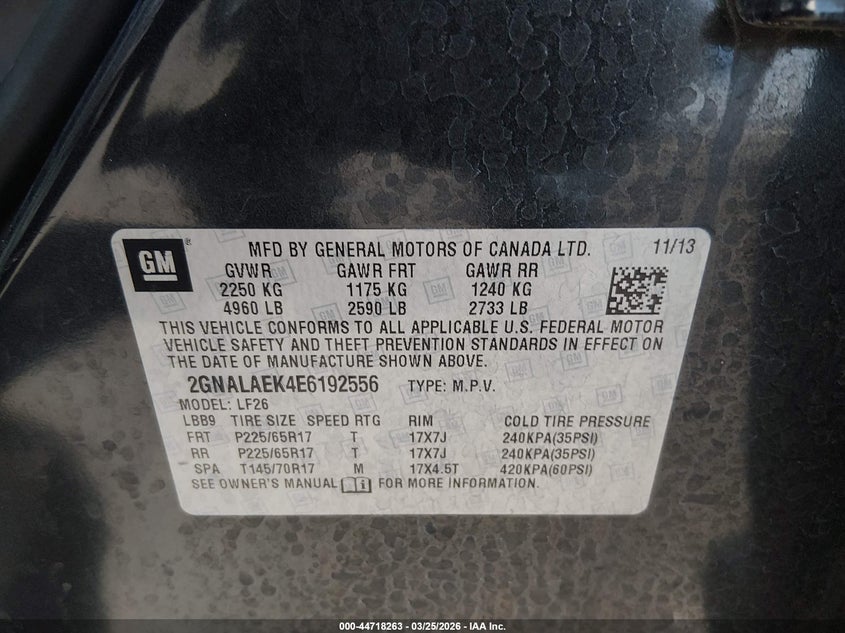 GM ® MFD BY GENERAL MOTORS OF CANADA LTD. 11/13
GVWR GAWR FRT GAWR RR
2250 KG 1175 KG 1240 KG
4960 LB 2590 LB 2733 LB
THIS VEHICLE CONFORMS TO ALL APPLICABLE U.S. FEDERAL MOTOR
VEHICLE SAFETY AND THEFT PREVENTION STANDARDS IN EFFECT ON
THE DATE OF MANUFACTURE SHOWN ABOVE.
2GNALAEK4E6192556 TYPE: M.P.V.
MODEL: LF26
LBB9 TIRE SIZE SPEED RTG RIM COLD TIRE PRESSURE
FRT P225/65R17 T 17X7J 240KPA(35PSI)
RR P225/65R17 T 17X7J 240KPA(35PSI)
SPA T145/70R17 M 17X4.5T 420KPA(60PSI)
SEE OWNER'S MANUAL FOR MORE INFORMATION.
000-44718263 - 03/25/2026 - IAA Inc.